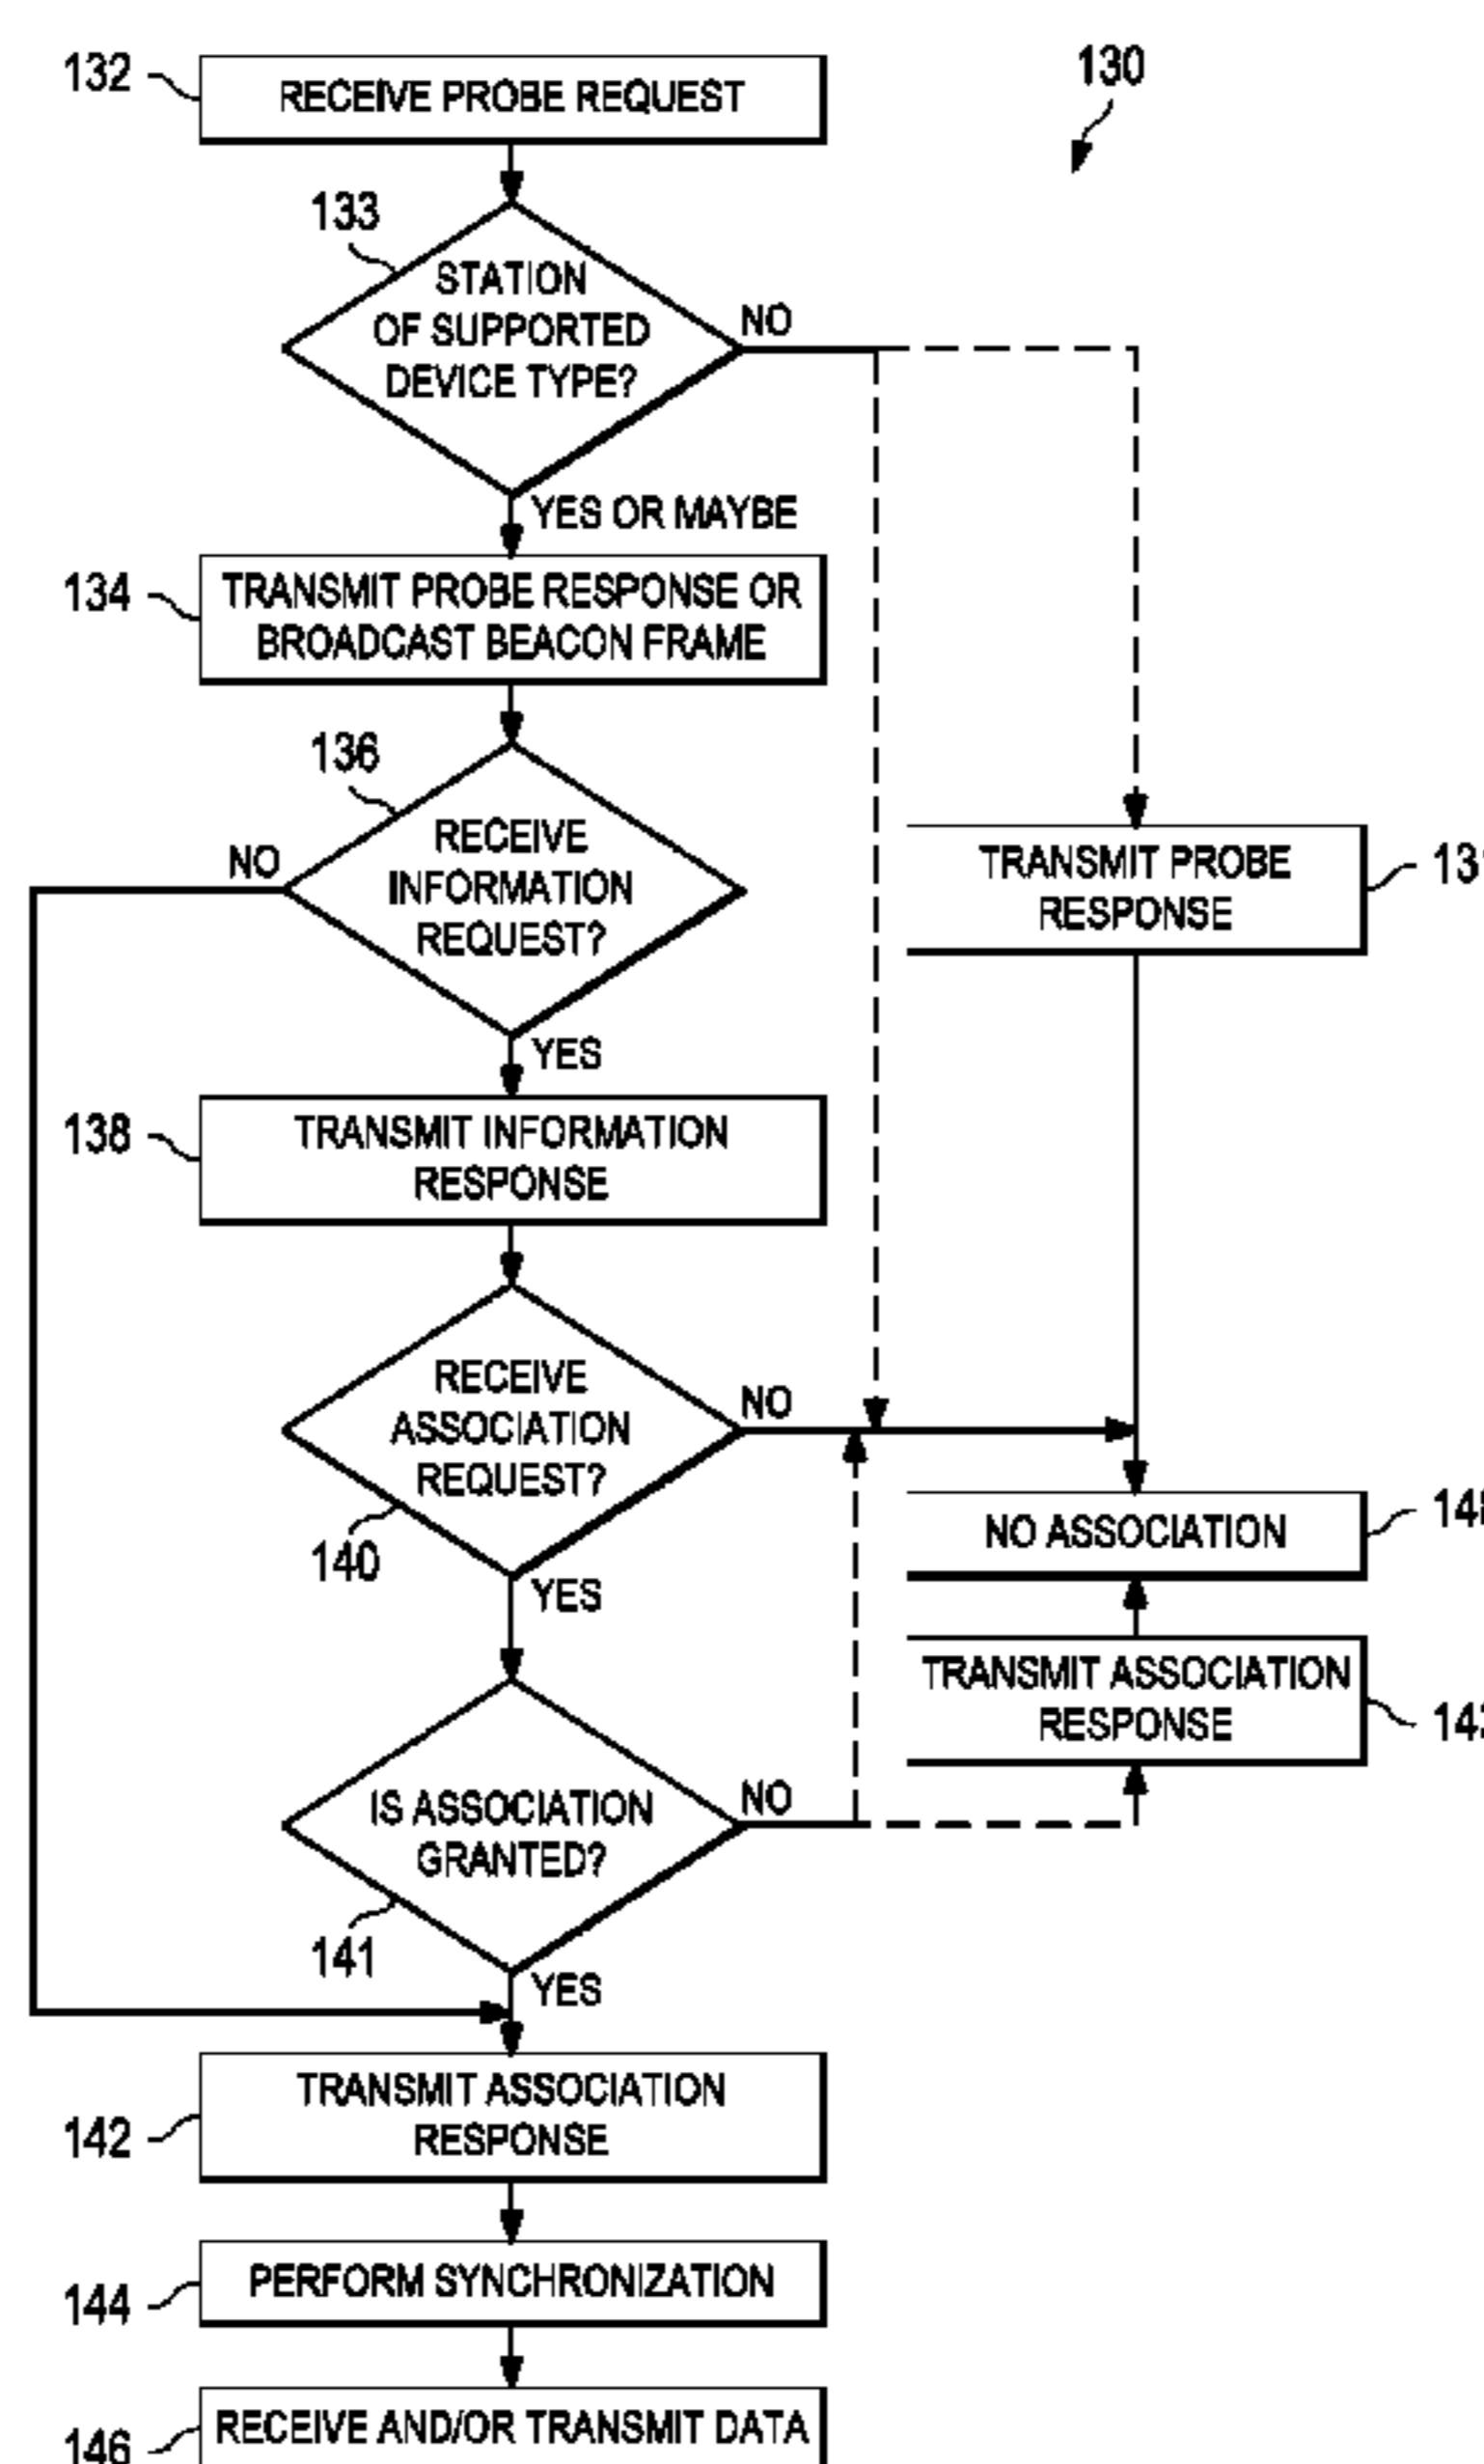 132
RECEIVE PROBE REQUEST
130
133
STATION
OF SUPPORTED
DEVICE TYPE?
NO
YES OR MAYBE
134
TRANSMIT PROBE RESPONSE OR
BROADCAST BEACON FRAME
136
RECEIVE
INFORMATION
REQUEST?
NO
YES
TRANSMIT PROBE
RESPONSE
138
TRANSMIT INFORMATION
RESPONSE
RECEIVE
ASSOCIATION
REQUEST?
NO
140
YES
NO ASSOCIATION
TRANSMIT ASSOCIATION
RESPONSE
IS ASSOCIATION
GRANTED?
NO
141
YES
142
TRANSMIT ASSOCIATION
RESPONSE
144
PERFORM SYNCHRONIZATION
146
RECEIVE AND/OR TRANSMIT DATA